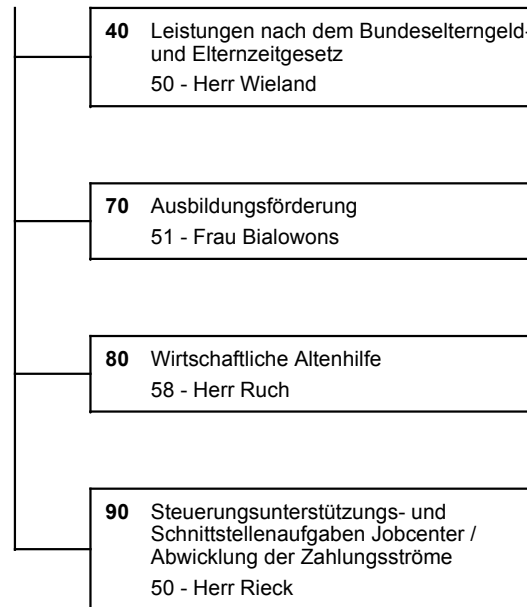 40 Leistungen nach dem Bundeselterngeld-
und Elternzeitgesetz
50 - Herr Wieland
70 Ausbildungsförderung
51 - Frau Bialowons
80 Wirtschaftliche Altenhilfe
58 - Herr Ruch
90 Steuerungsunterstützungs- und
Schnittstellenaufgaben Jobcenter /
Abwicklung der Zahlungsströme
50 - Herr Rieck